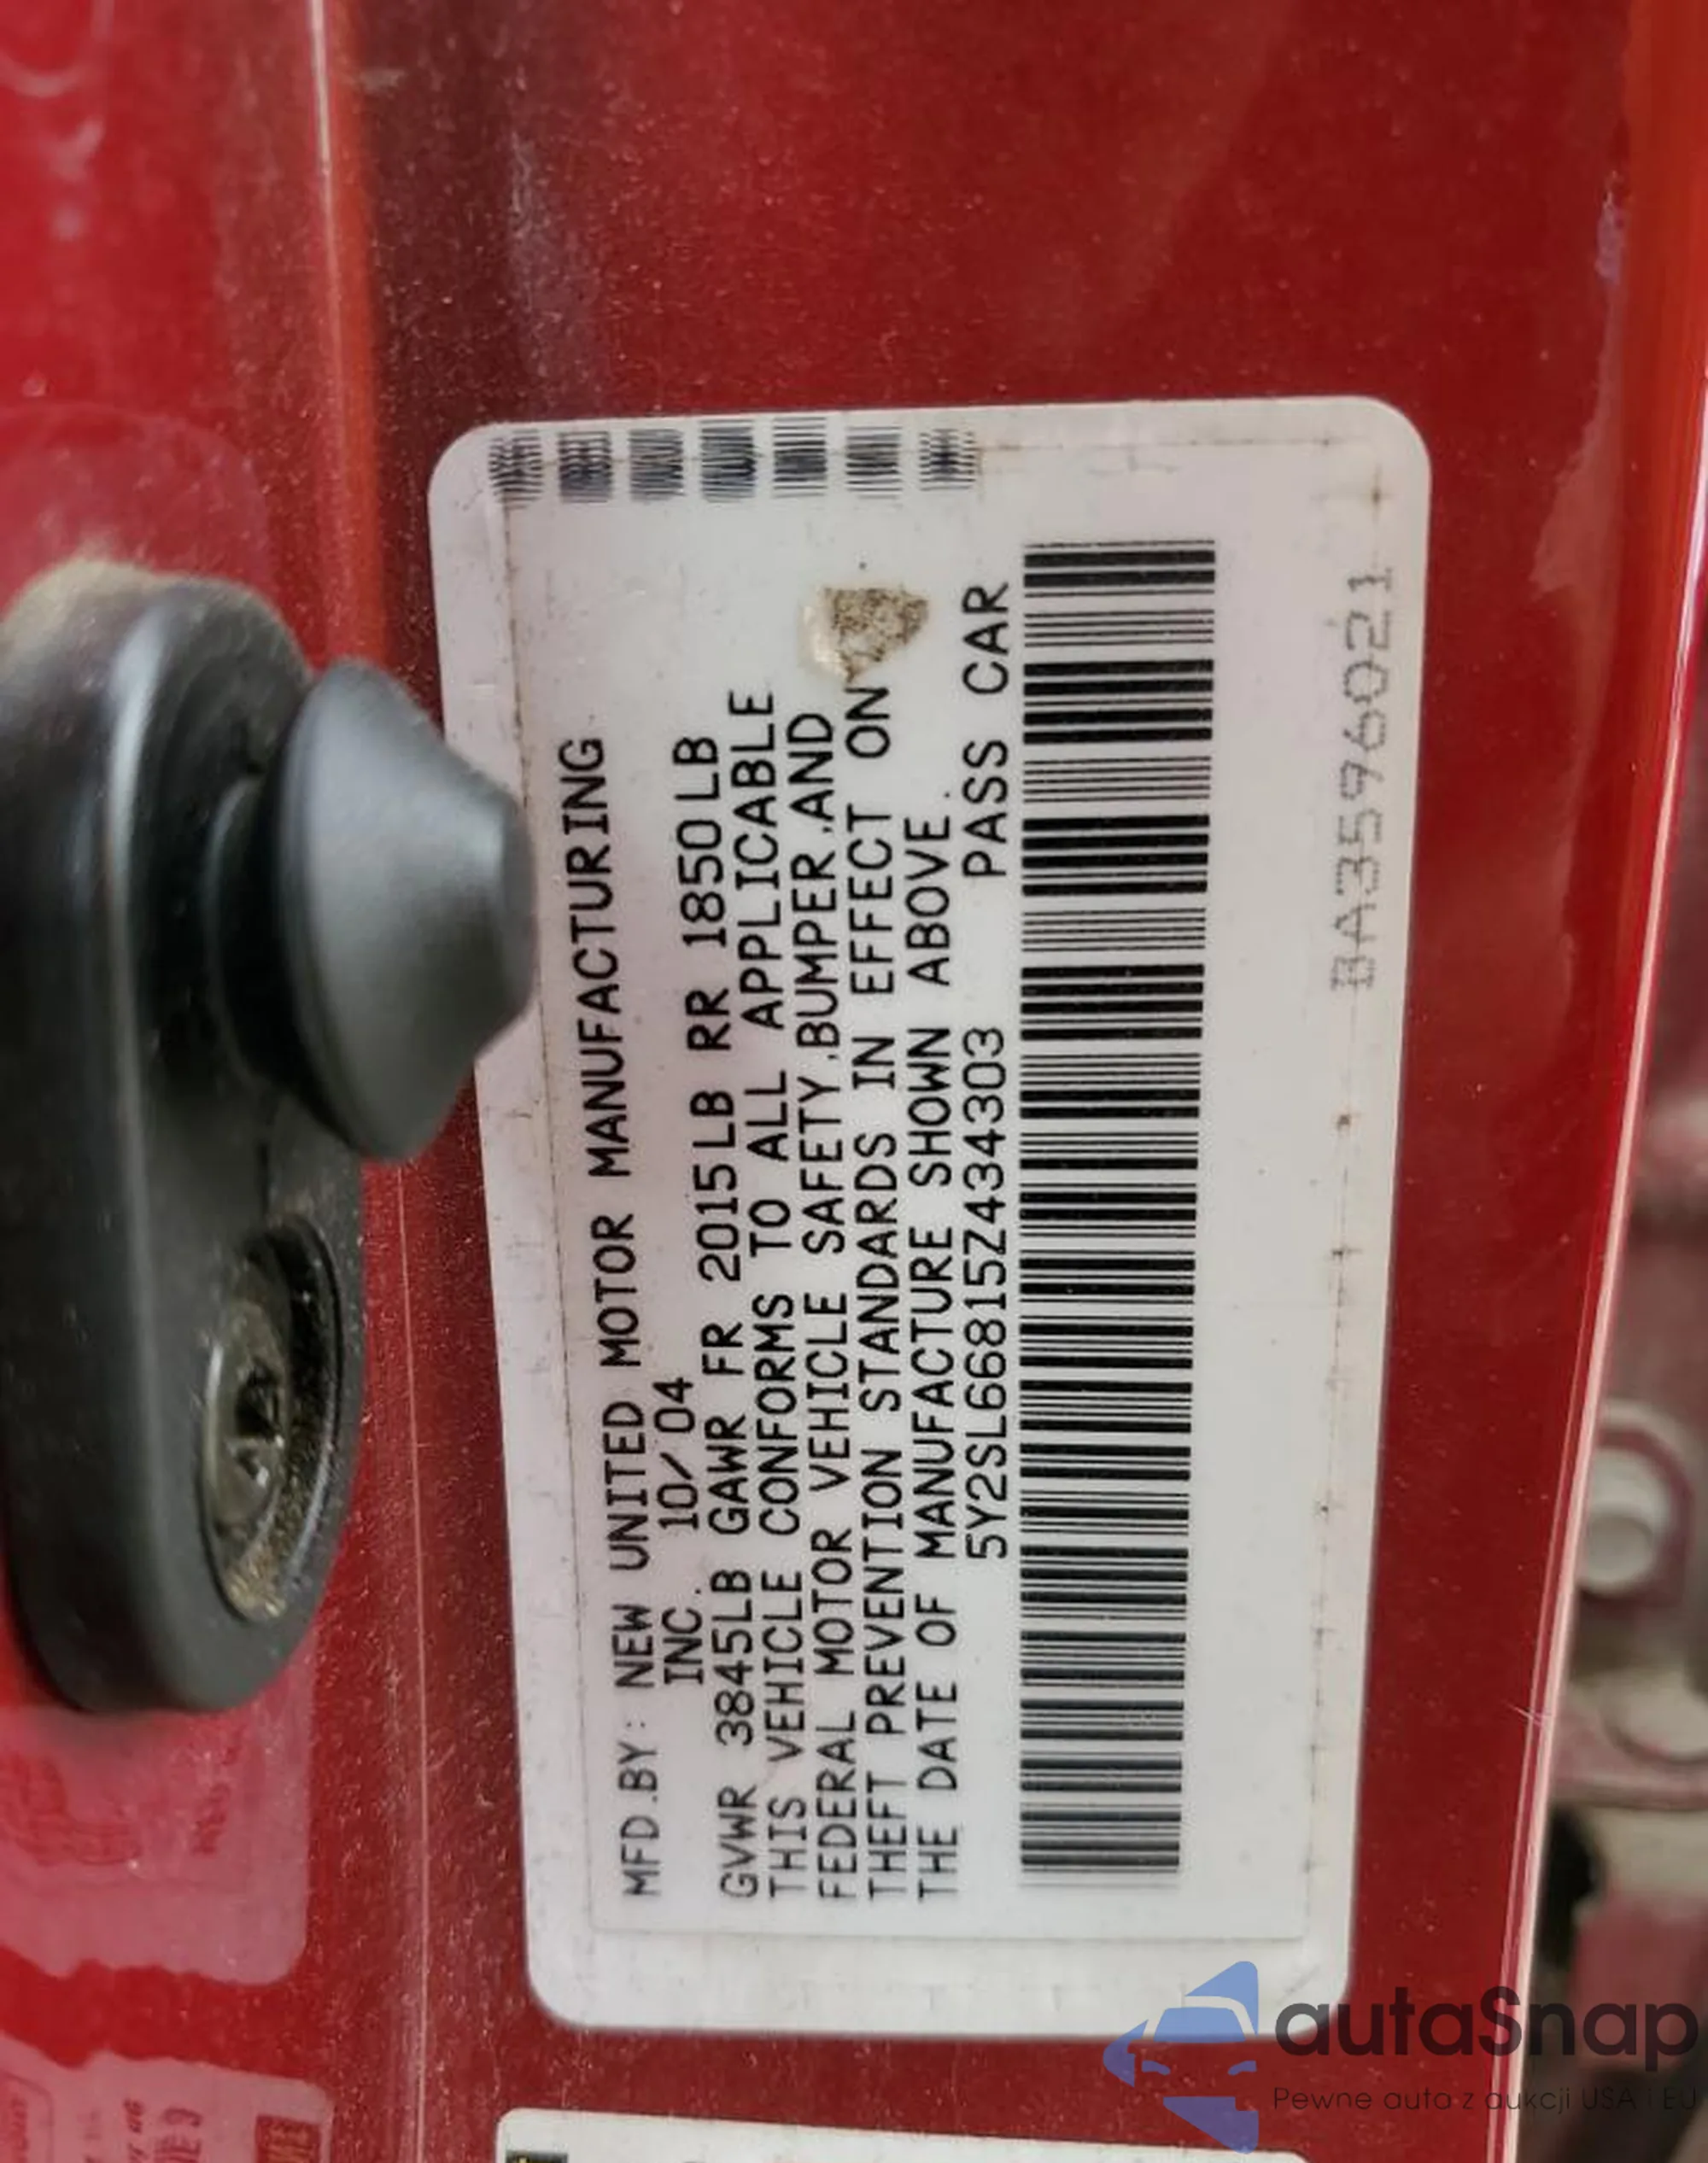 MFD.BY: NEW UNITED MOTOR MANUFACTURING
INC. 10/04
GVWR 3845LB GAWR FR 2015LB RR 1850LB
THIS VEHICLE CONFORMS TO ALL APPLICABLE
FEDERAL MOTOR VEHICLE SAFETY,BUMPER,AND
THEFT PREVENTION STANDARDS IN EFFECT ON
THE DATE OF MANUFACTURE SHOWN ABOVE.
5Y2SL66815Z434303 PASS CAR
BA3596021
autaSnap
Pewne auta z aukcji USA i EU